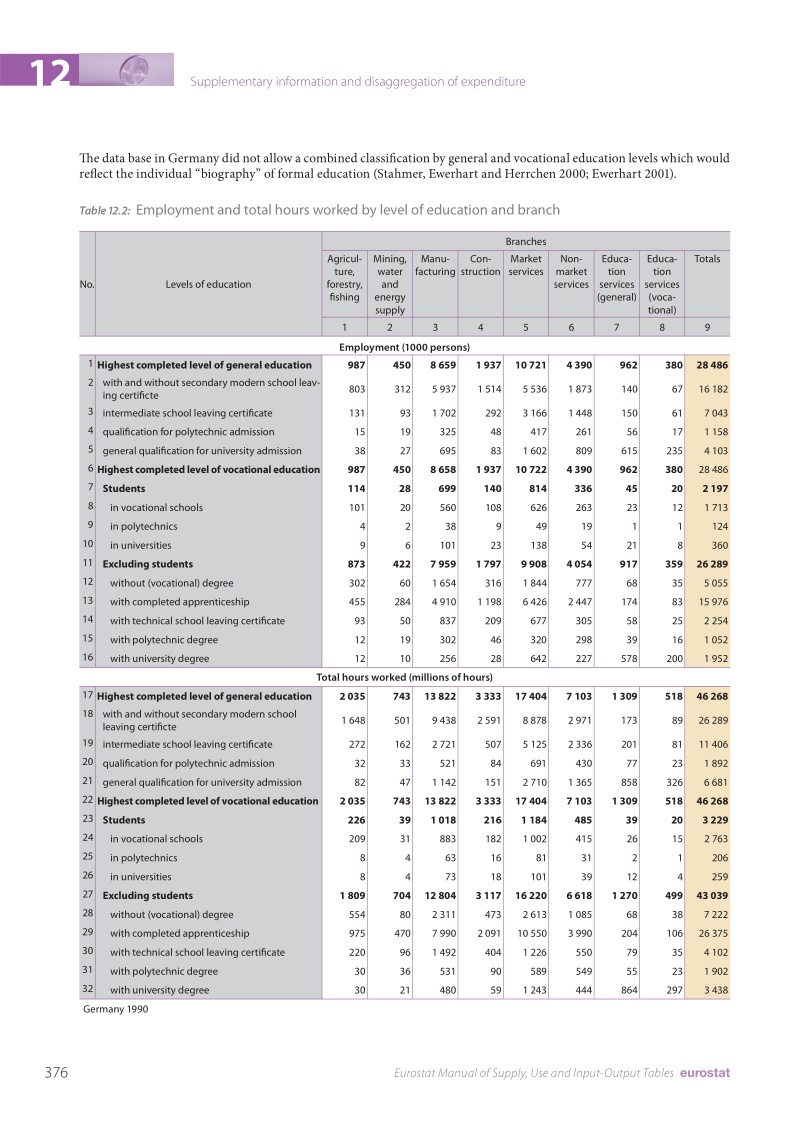 12
Supplementary information and disaggregation of expenditure
The data base in Germany did not allow a combined classification by general and vocational education levels which would
reflect the individual “biography” of formal education (Stahmer, Ewerhart and Herrchen 2000; Ewerhart 2001).
Table 12.2: Employment and total hours worked by level of education and branch
No. Levels of education Branches
Agricul- Mining, Manu- Con- Market Non- Educa- Educa- Totals
ture, water facturing struction services market tion tion
forestry, and services services services
fishing energy (general) (voca-
supply tional)
1 2 3 4 5 6 7 8 9
Employment (1000 persons)
1 Highest completed level of general education 987 450 8 659 1 937 10 721 4 390 962 380 28 486
2 with and without secondary modern school leav-
ing certificte 803 312 5 937 1 514 5 536 1 873 140 67 16 182
3 intermediate school leaving certificate 131 93 1 702 292 3 166 1 448 150 61 7 043
4 qualification for polytechnic admission 15 19 325 48 417 261 56 17 1 158
5 general qualification for university admission 38 27 695 83 1 602 809 615 235 4 103
6 Highest completed level of vocational education 987 450 8 658 1 937 10 722 4 390 962 380 28 486
7 Students 114 28 699 140 814 336 45 20 2 197
8 in vocational schools 101 20 560 108 626 263 23 12 1 713
9 in polytechnics 4 2 38 9 49 19 1 1 124
10 in universities 9 6 101 23 138 54 21 8 360
11 Excluding students 873 422 7 959 1 797 9 908 4 054 917 359 26 289
12 without (vocational) degree 302 60 1 654 316 1 844 777 68 35 5 055
13 with completed apprenticeship 455 284 4 910 1 198 6 426 2 447 174 83 15 976
14 with technical school leaving certificate 93 50 837 209 677 305 58 25 2 254
15 with polytechnic degree 12 19 302 46 320 298 39 16 1 052
16 with university degree 12 10 256 28 642 227 578 200 1 952
Total hours worked (millions of hours)
17 Highest completed level of general education 2 035 743 13 822 3 333 17 404 7 103 1 309 518 46 268
18 with and without secondary modern school
leaving certificte 1 648 501 9 438 2 591 8 878 2 971 173 89 26 289
19 intermediate school leaving certificate 272 162 2 721 507 5 125 2 336 201 81 11 406
20 qualification for polytechnic admission 32 33 521 84 691 430 77 23 1 892
21 general qualification for university admission 82 47 1 142 151 2 710 1 365 858 326 6 681
22 Highest completed level of vocational education 2 035 743 13 822 3 333 17 404 7 103 1 309 518 46 268
23 Students 226 39 1 018 216 1 184 485 39 20 3 229
24 in vocational schools 209 31 883 182 1 002 415 26 15 2 763
25 in polytechnics 8 4 63 16 81 31 2 1 206
26 in universities 8 4 73 18 101 39 12 4 259
27 Excluding students 1 809 704 12 804 3 117 16 220 6 618 1 270 499 43 039
28 without (vocational) degree 554 80 2 311 473 2 613 1 085 68 38 7 222
29 with completed apprenticeship 975 470 7 990 2 091 10 550 3 990 204 106 26 375
30 with technical school leaving certificate 220 96 1 492 404 1 226 550 79 35 4 102
31 with polytechnic degree 30 36 531 90 589 549 55 23 1 902
32 with university degree 30 21 480 59 1 243 444 864 297 3 438
Germany 1990
376
Eurostat Manual of Supply, Use and Input-Output Tables eurostat